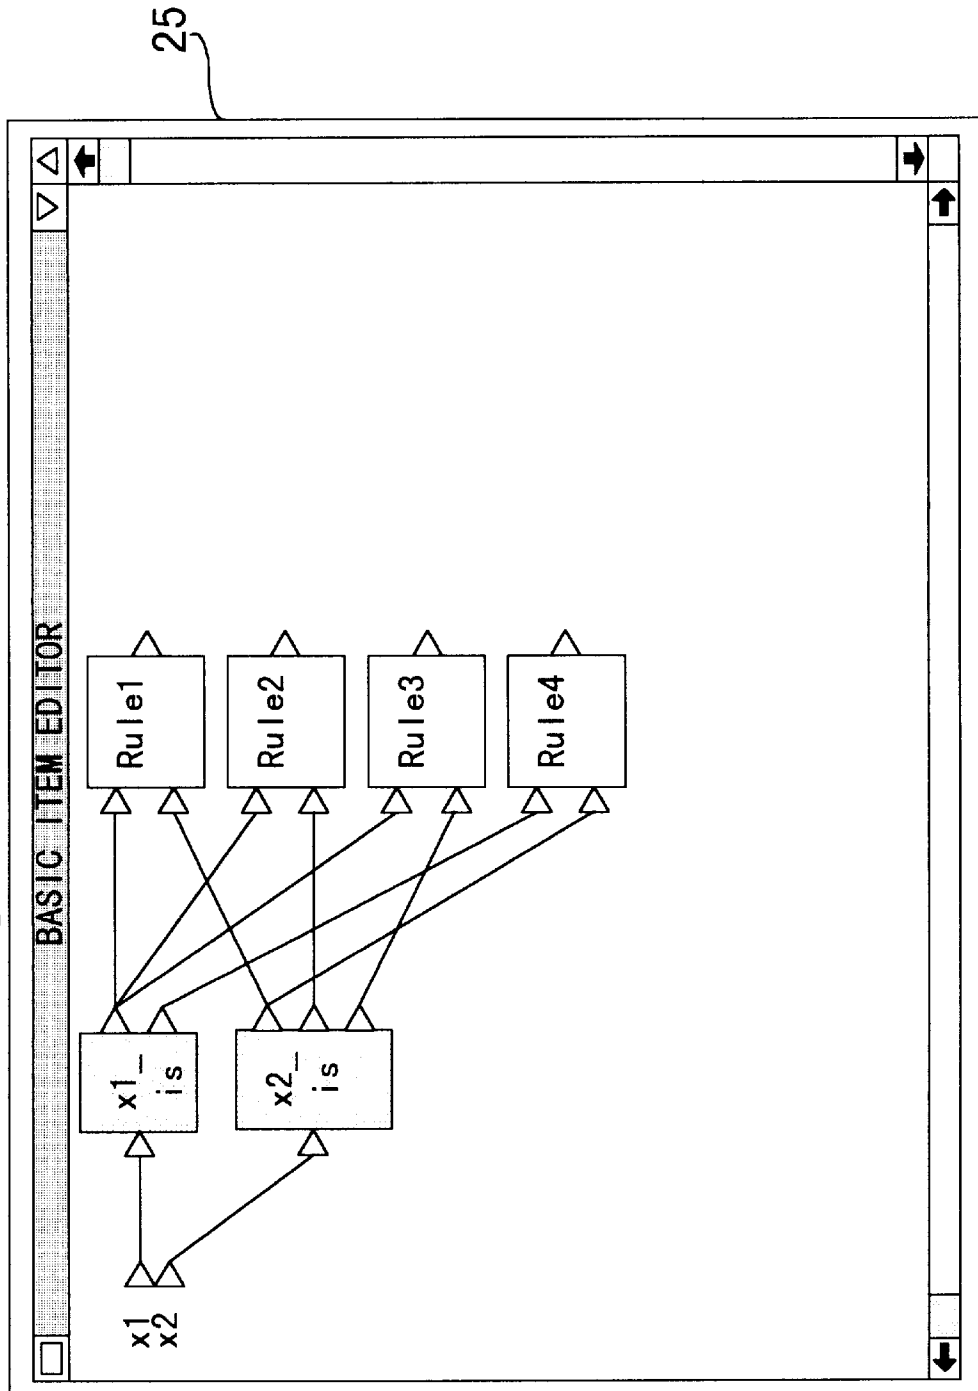 25
BASIC ITEM EDITOR
x1
x2
x1_
is
x2_
is
Rule1
Rule2
Rule3
Rule4